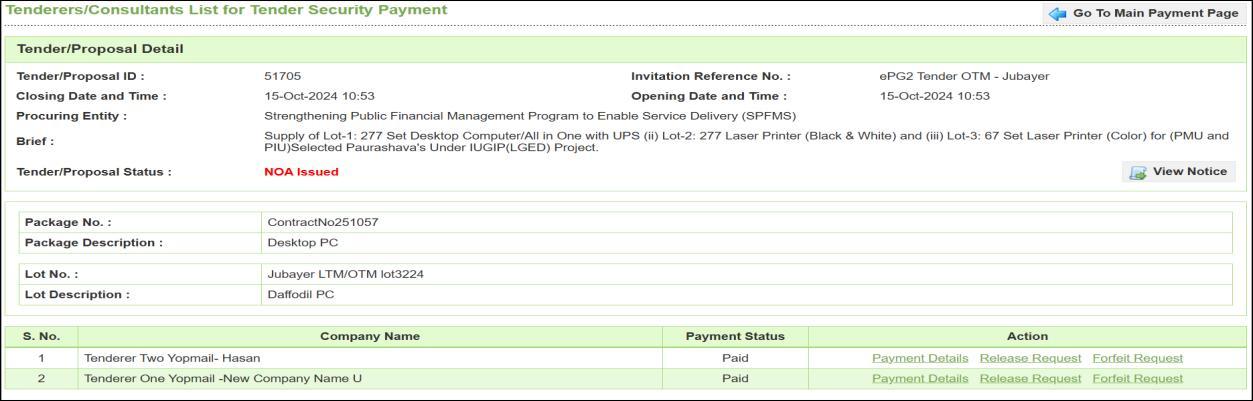 Tenderers/Consultants List for Tender Security Payment
Go To Main Payment Page
Tender/Proposal Detail
Tender/Proposal ID : 51705 Invitation Reference No. : ePG2 Tender OTM - Jubayer
Closing Date and Time : 15-Oct-2024 10:53 Opening Date and Time : 15-Oct-2024 10:53
Procuring Entity : Strengthening Public Financial Management Program to Enable Service Delivery (SPFMS)
Brief : Supply of Lot-1: 277 Set Desktop Computer/All in One with UPS (ii) Lot-2: 277 Laser Printer (Black & White) and (iii) Lot-3: 67 Set Laser Printer (Color) for (PMU and
PIU)Selected Paurashava's Under IUGIP(LGED) Project.
Tender/Proposal Status : NOA Issued View Notice
Package No. : ContractNo251057
Package Description : Desktop PC
Lot No. : Jubayer LTM/OTM lot3224
Lot Description : Daffodil PC
S. No. Company Name Payment Status Action
1 Tenderer Two Yopmail- Hasan Paid Payment Details Release Request Forfeit Request
2 Tenderer One Yopmail -New Company Name U Paid Payment Details Release Request Forfeit Request